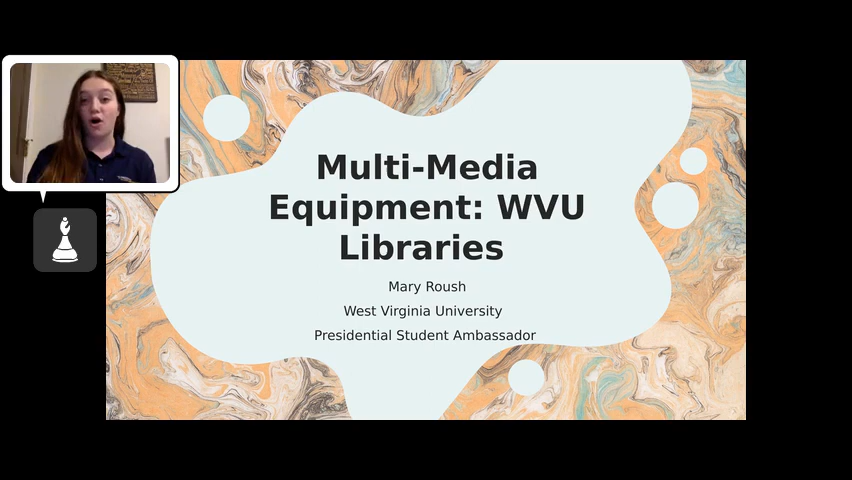 Multi-Media
Equipment: WVU
Libraries
Mary Roush
West Virginia University
Presidential Student Ambassador